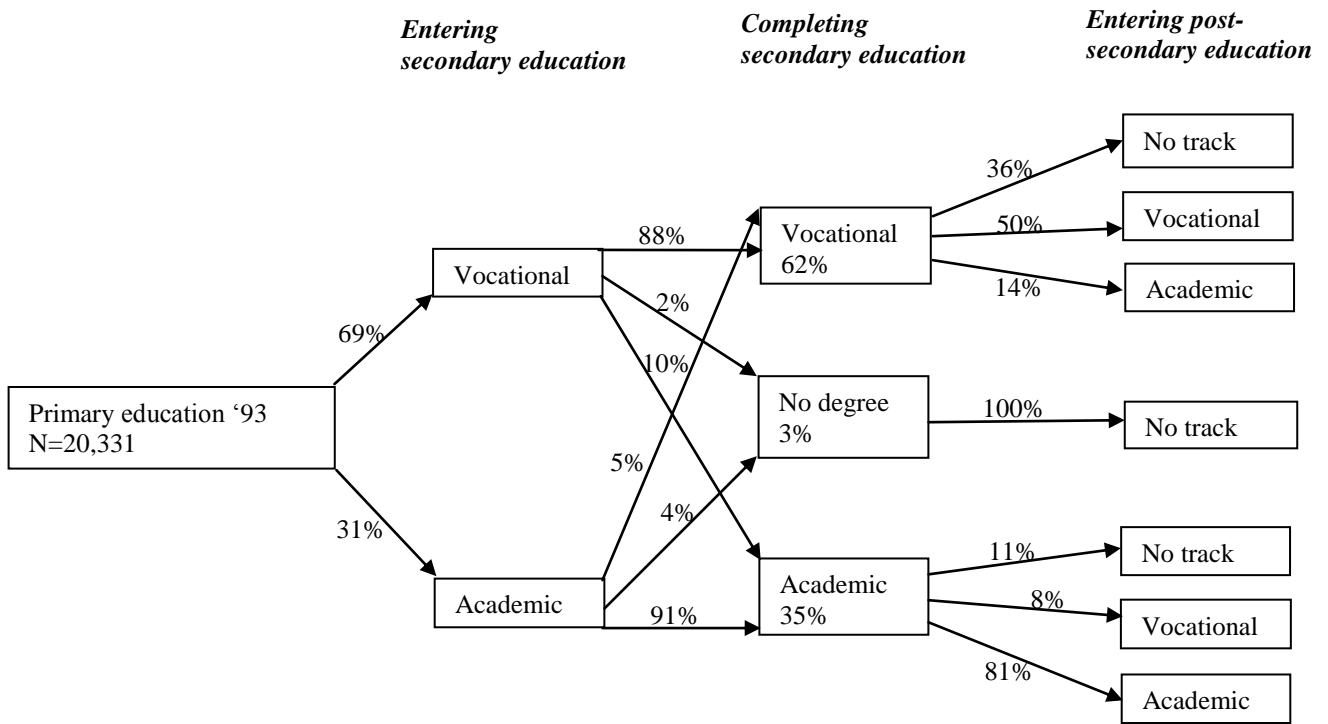 Entering
secondary education
Completing
secondary education
Entering post-
secondary education
Primary education ‘93
N=20,331
69%
31%
Vocational
Academic
88%
2%
10%
5%
4%
91%
Vocational
62%
No degree
3%
Academic
35%
36%
50%
14%
100%
11%
8%
81%
No track
Vocational
Academic
No track
No track
Vocational
Academic